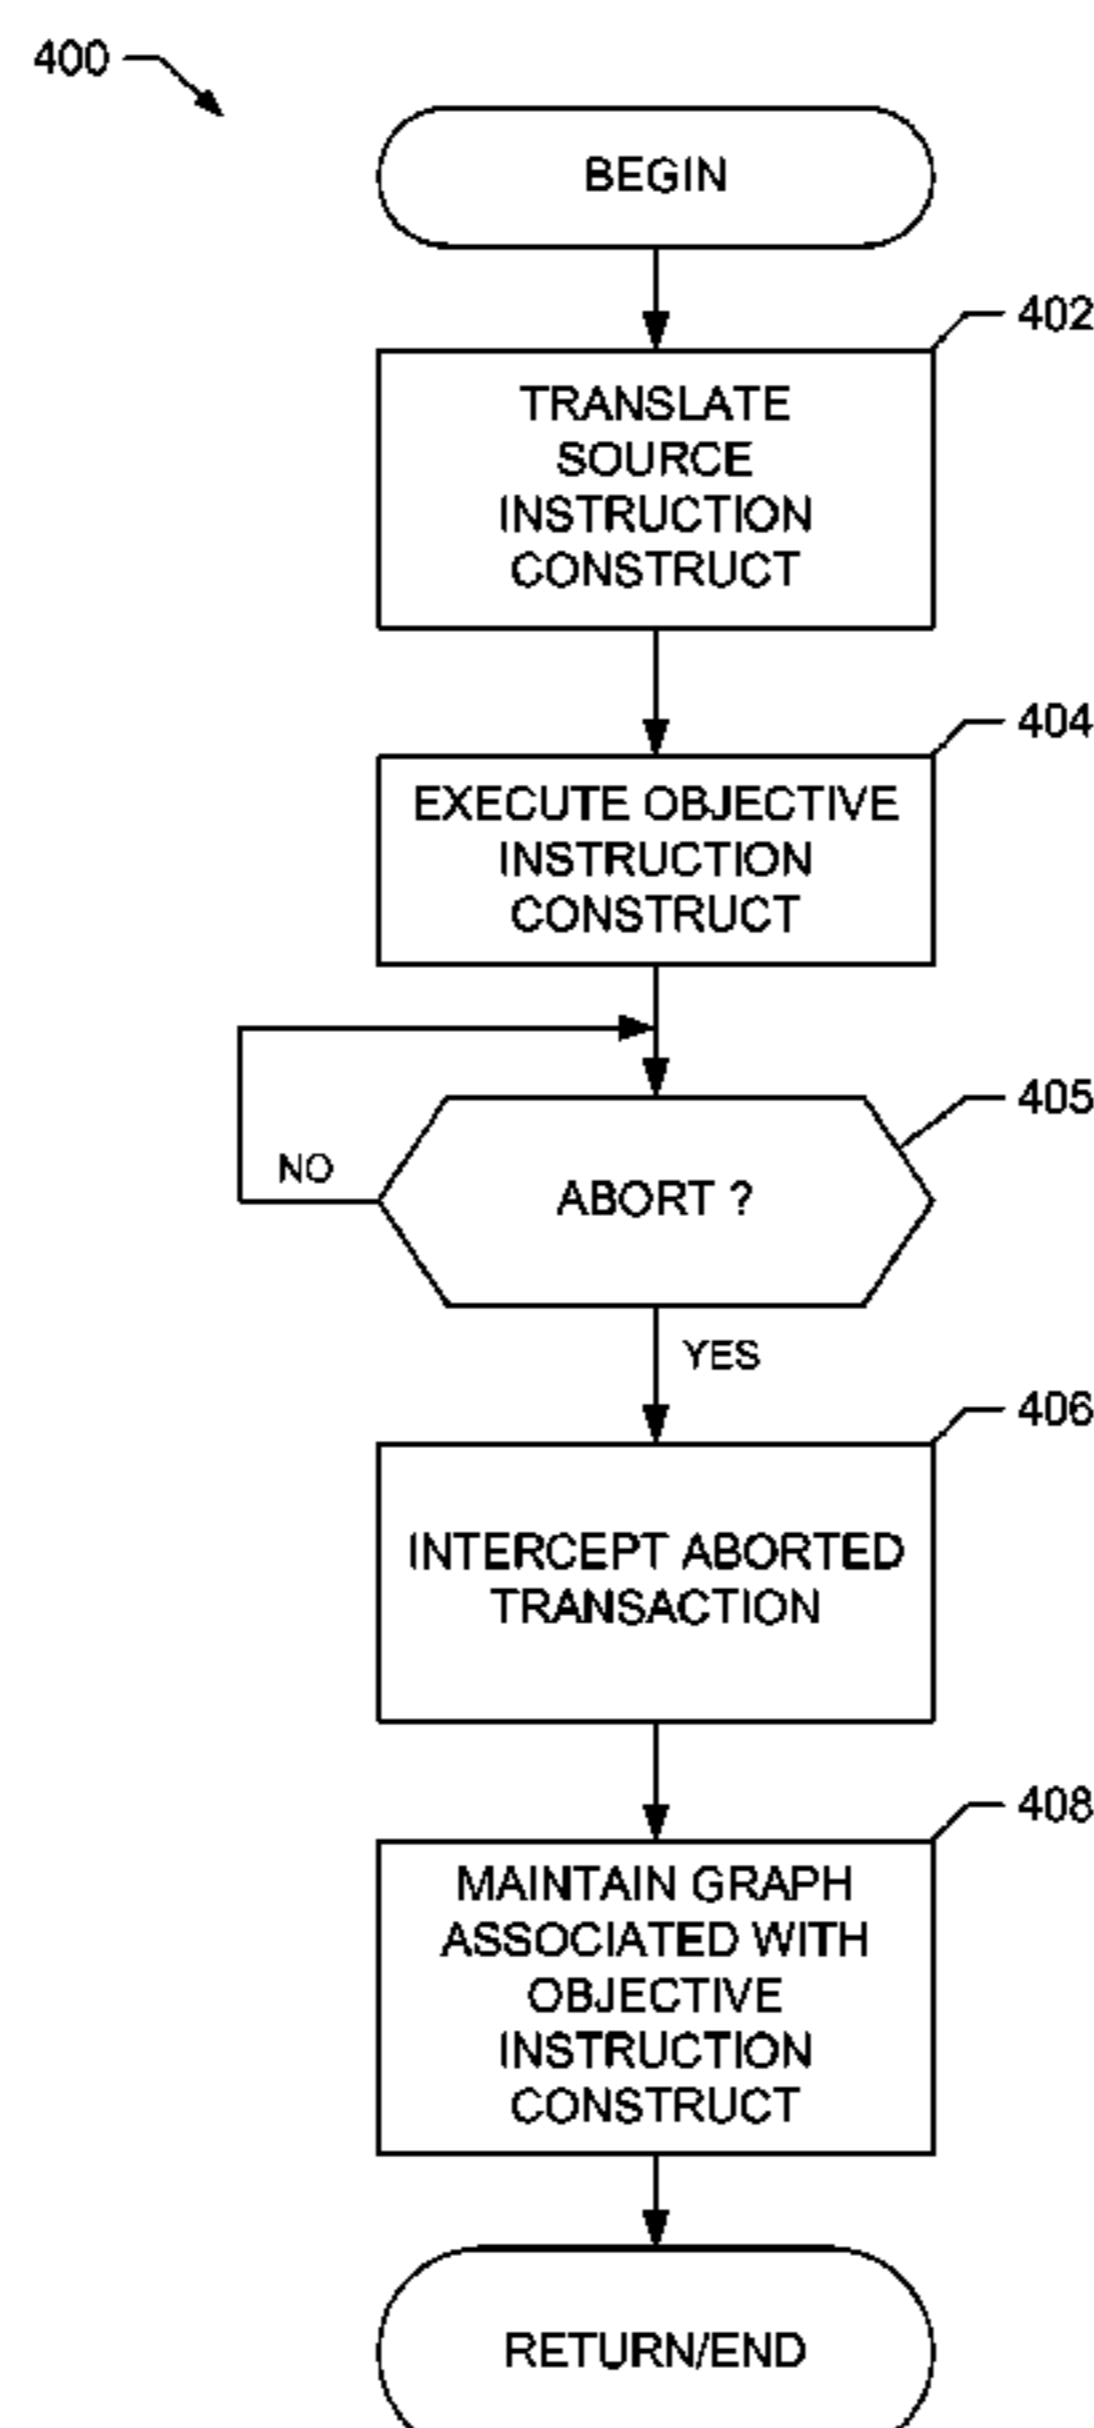 400
BEGIN
402
TRANSLATE
SOURCE
INSTRUCTION
CONSTRUCT
404
EXECUTE OBJECTIVE
INSTRUCTION
CONSTRUCT
405
NO
ABORT ?
YES
406
INTERCEPT ABORTED
TRANSACTION
408
MAINTAIN GRAPH
ASSOCIATED WITH
OBJECTIVE
INSTRUCTION
CONSTRUCT
RETURN/END